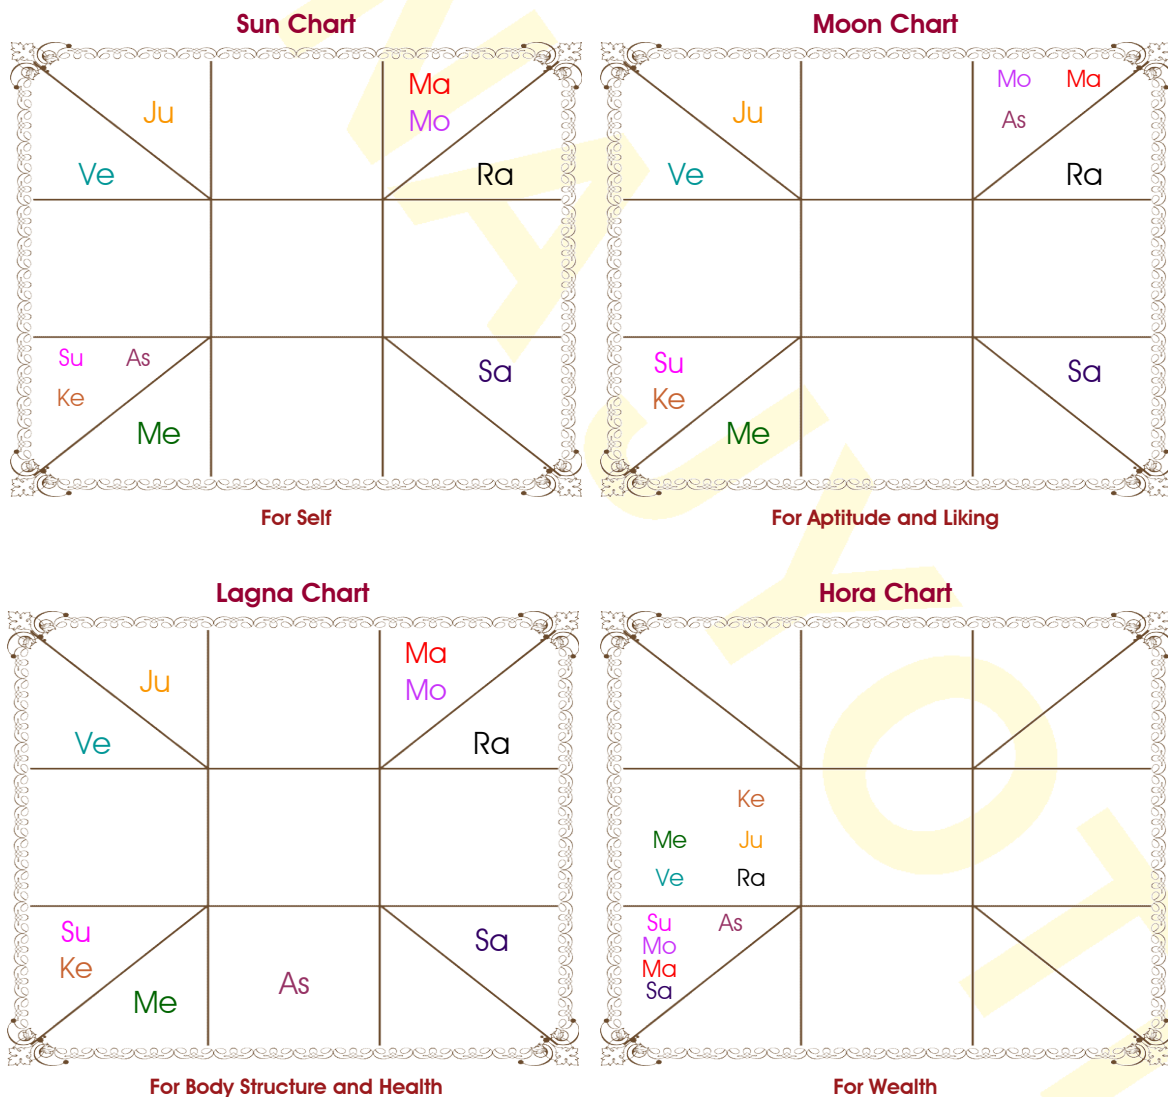 Sun Chart
Ju
Ma
Mo
Ve
Ra
Su As
Sa
Ke
Me
For Self
Moon Chart
Mo Ma
Ju
As
Ve
Ra
Su
Sa
Ke
Me
For Aptitude and Liking
Lagna Chart
Ma
Ju
Mo
Ve
Ra
Su
Sa
Ke
As
Me
For Body Structure and Health
Hora Chart
Ke
Me Ju
Ve Ra
Su As
Mo
Ma
Sa
For Wealth